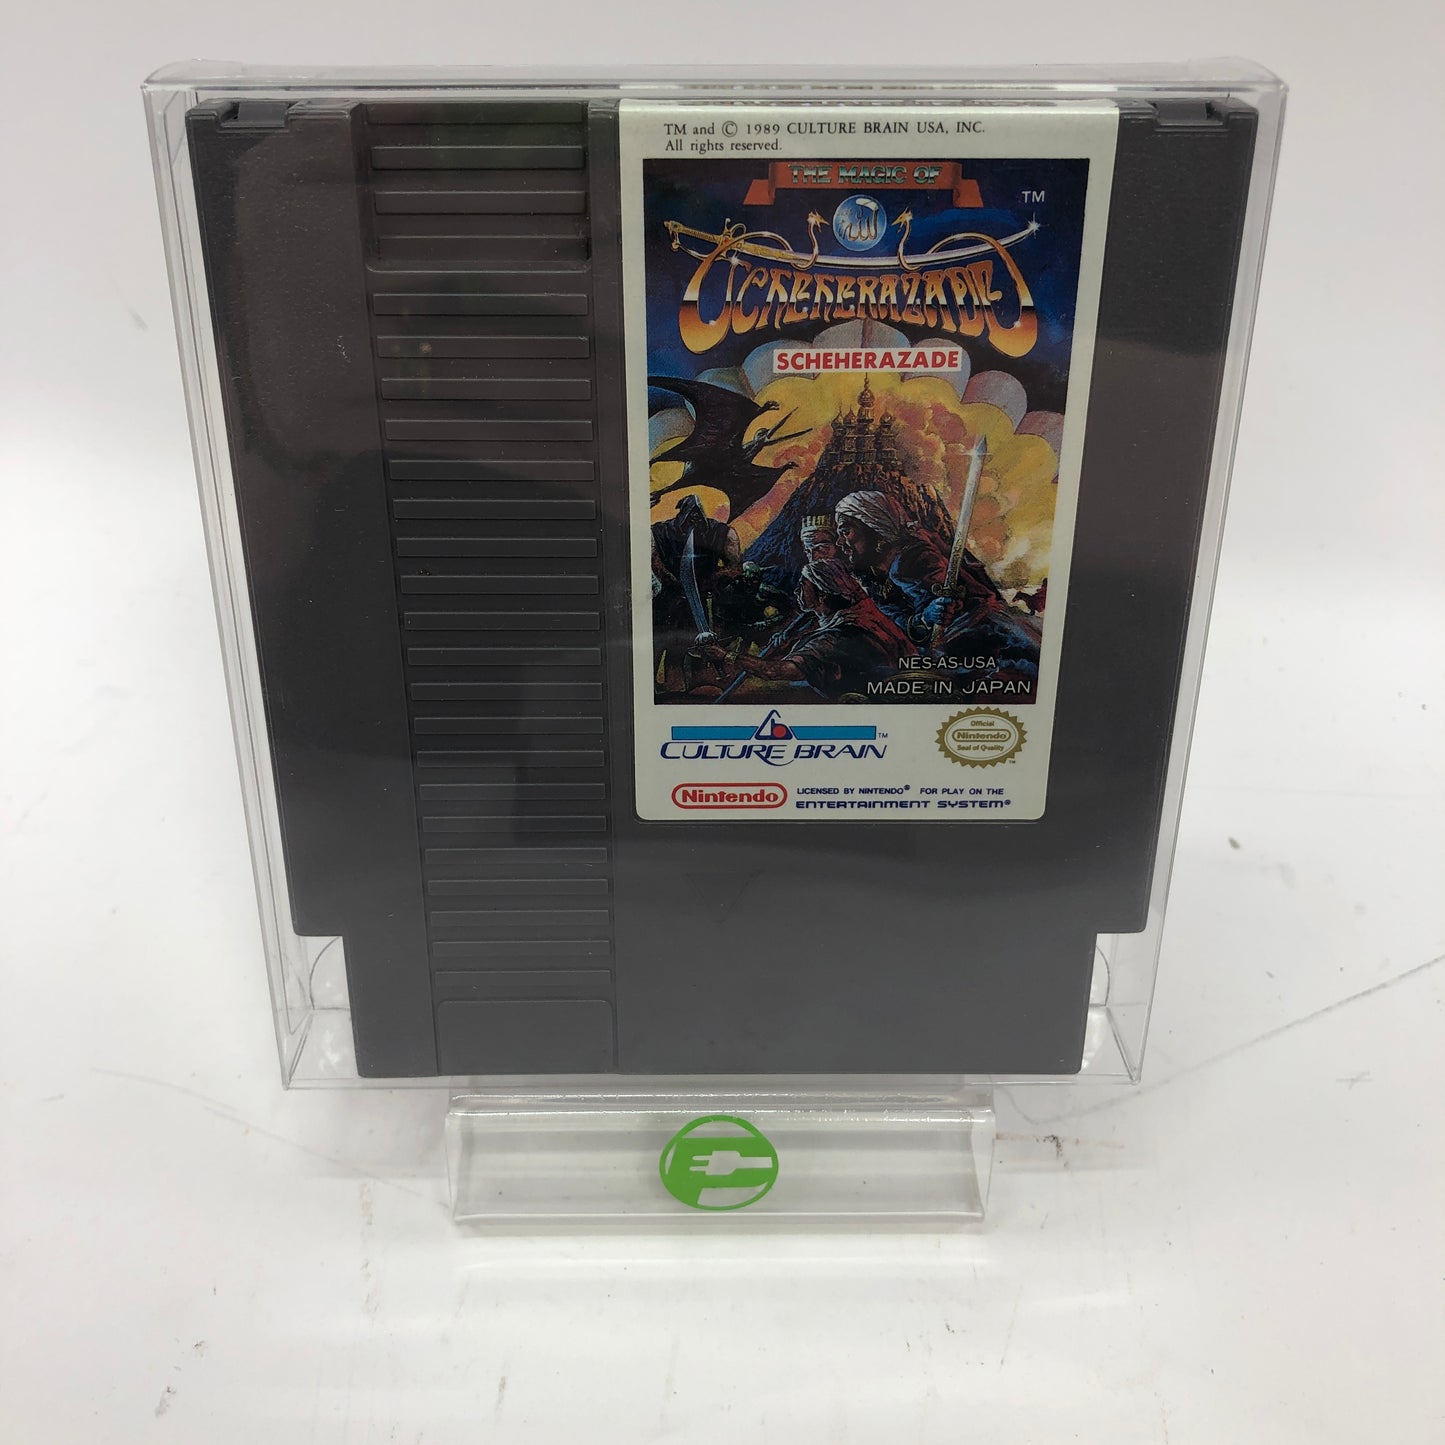 TM and © 1989 CULTURE BRAIN USA, INC.
All rights reserved.
THE MAGIC OF
TM
SCHEHERAZADE
SCHEHERAZADE
NES-AS-USA
MADE IN JAPAN
CULTURE BRAIN™
Official
Nintendo
Seal of Quality
TM
Nintendo
LICENSED BY NINTENDO® FOR PLAY ON THE
ENTERTAINMENT SYSTEM®